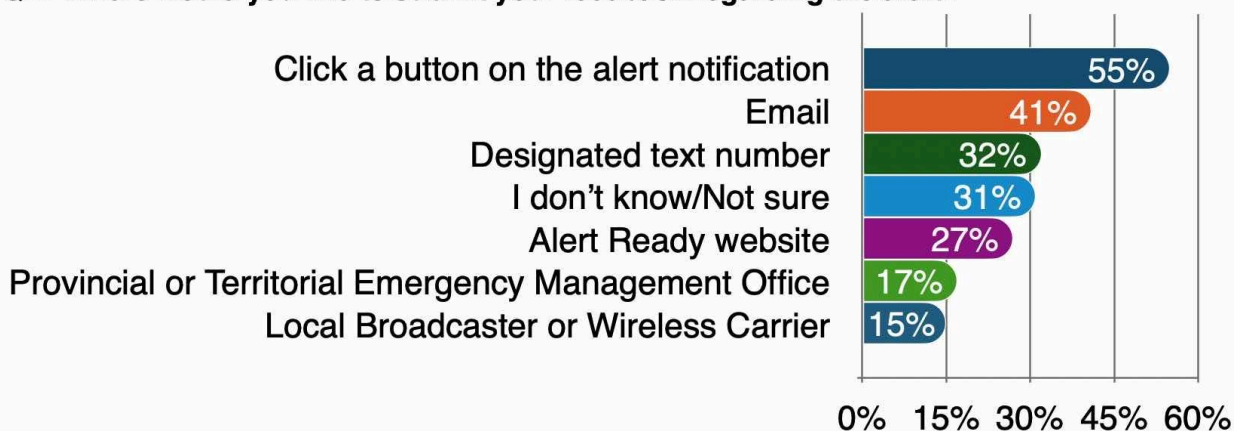 Click a button on the alert notification 55%
Email 41%
Designated text number 32%
I don’t know/Not sure 31%
Alert Ready website 27%
Provincial or Territorial Emergency Management Office 17%
Local Broadcaster or Wireless Carrier 15%
0% 15% 30% 45% 60%